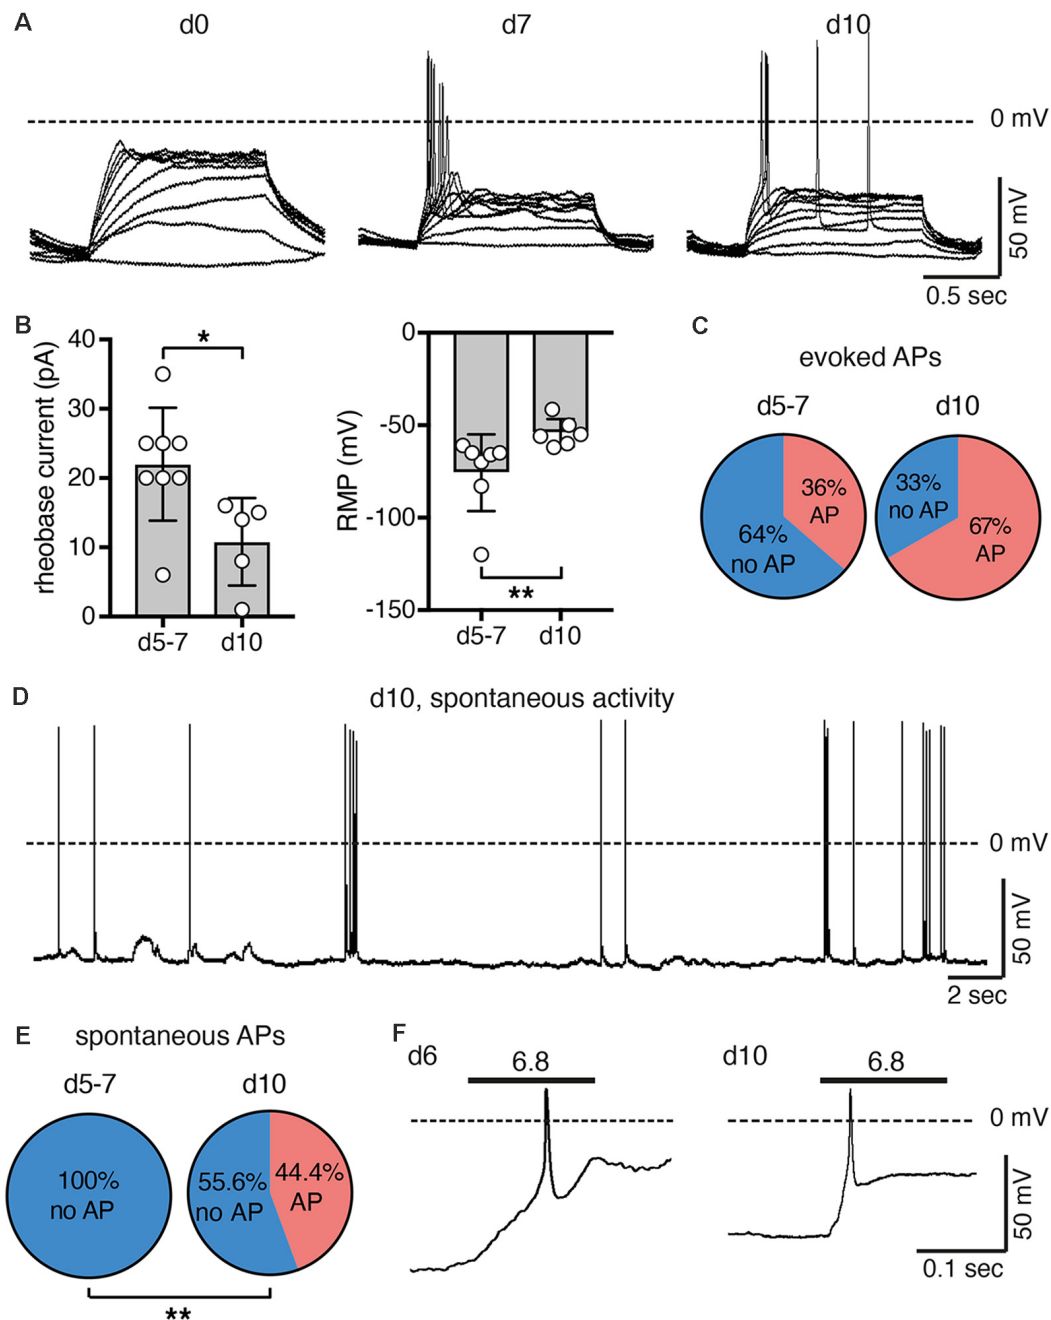 A
d0
d7
d10
0 mV
50 mV
0.5 sec
B
rheobase current (pA)
40
30
20
10
0
*
d5-7
d10
RMP (mV)
0
-50
-100
-150
**
d5-7
d10
C
evoked APs
d5-7
d10
36%
AP
64%
no AP
33%
no AP
67%
AP
D
d10, spontaneous activity
0 mV
50 mV
2 sec
E
spontaneous APs
d5-7
d10
100%
no AP
55.6%
no AP
44.4%
AP
**
F
d6
6.8
d10
6.8
0 mV
50 mV
0.1 sec